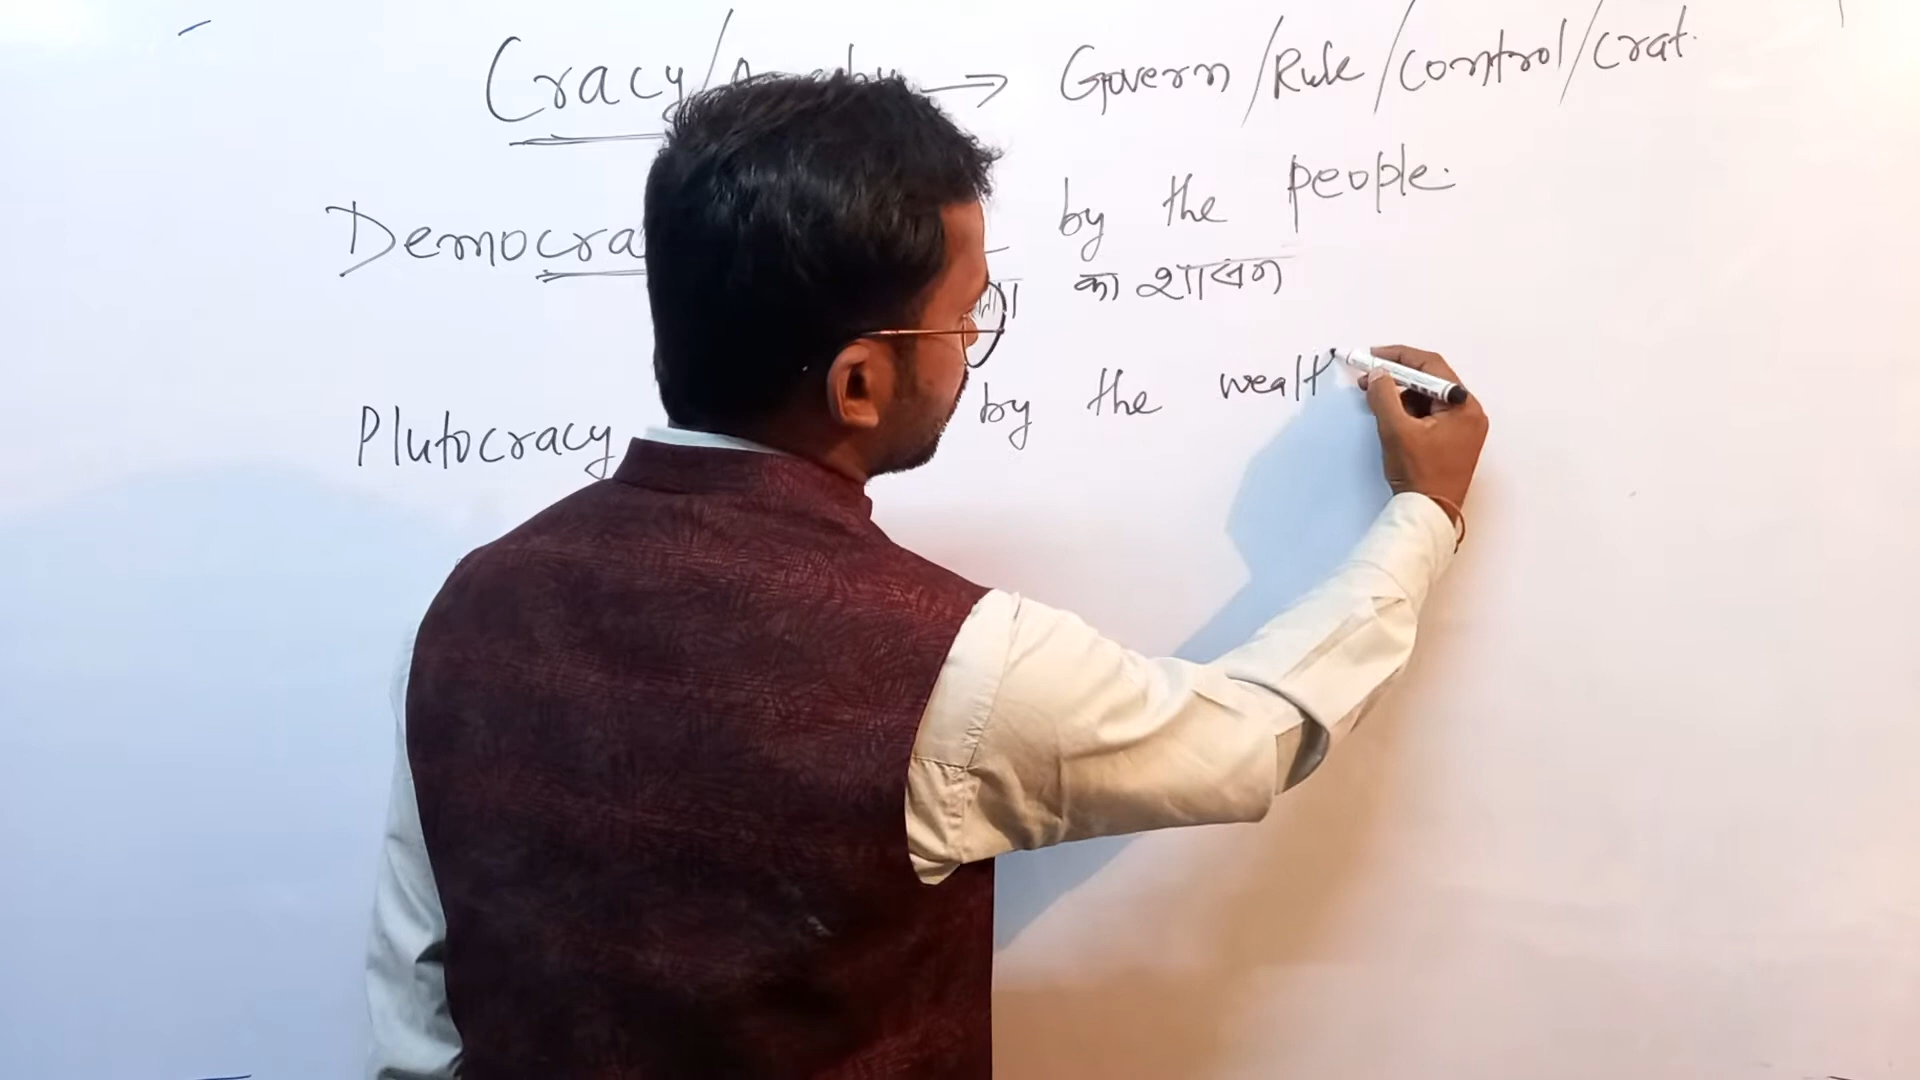 Cracy/ → Govern/Rule/control/crat.
Democra by the people.
का शासन
Plutocracy by the wealt